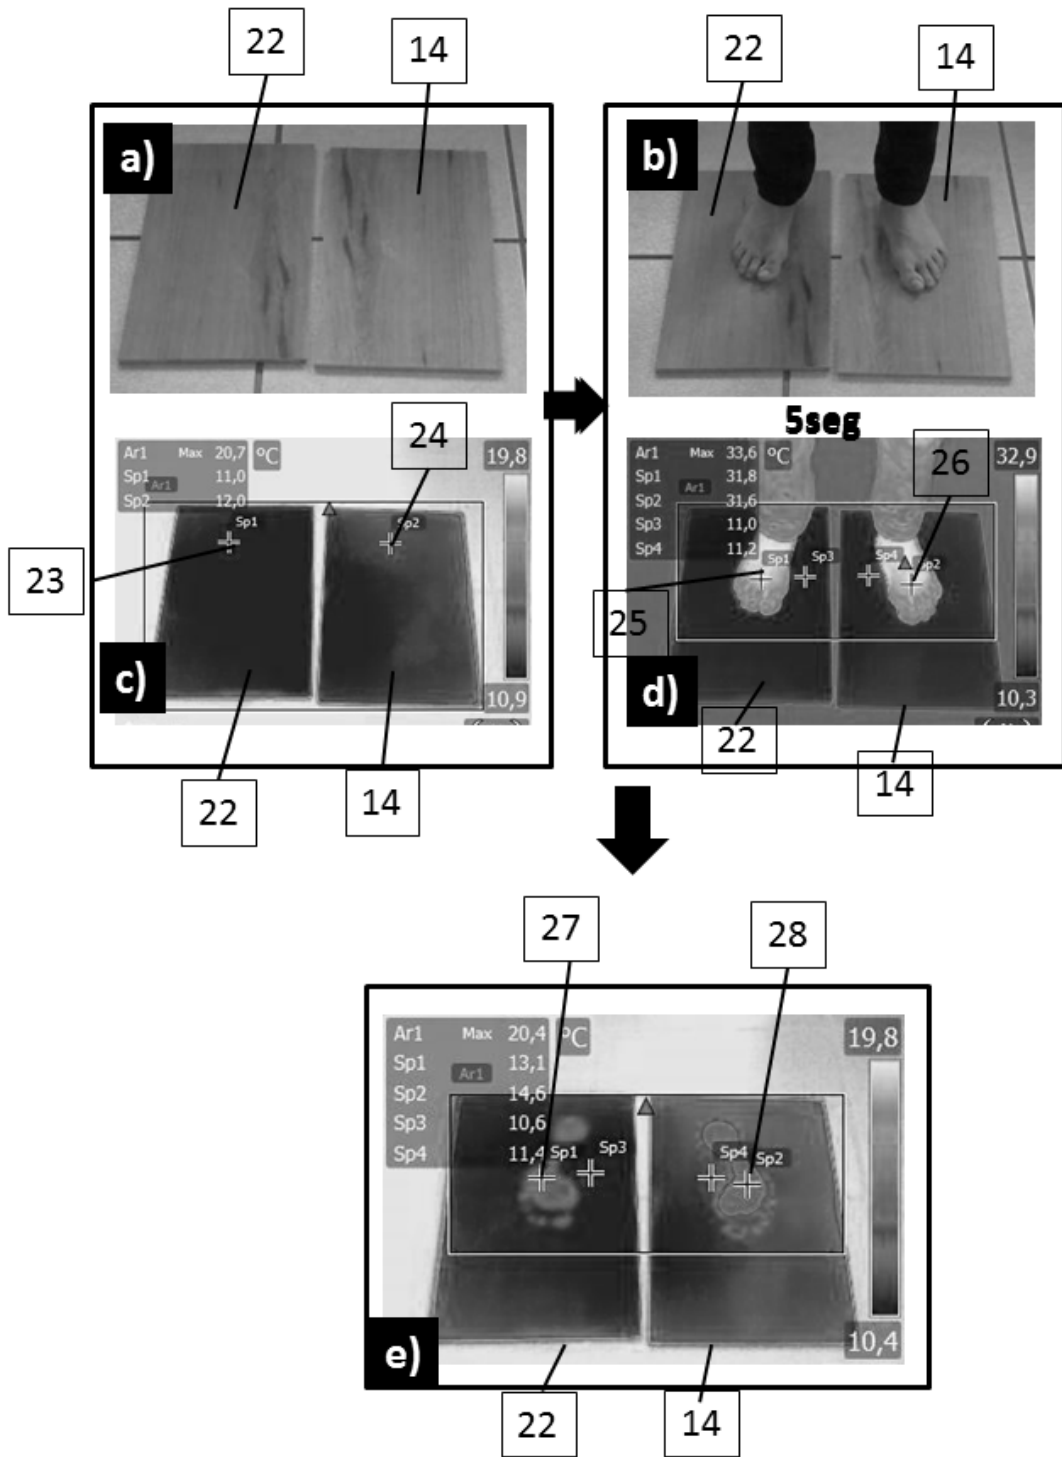 22
14
22
14
a)
b)
5seg
24
Ar1 Max 20,7 °C
Sp1 11,0
Ar1
Sp2 12,0
19,8
Sp1
Sp2
23
c)
10,9
22
14
26
Ar1 Max 33,6 °C
Sp1 31,8
Ar1
Sp2 31,6
Sp3 11,0
Sp4 11,2
32,9
Sp1
Sp3
Sp4
Sp2
25
d)
10,3
22
14
27
28
Ar1 Max 20,4 °C
Sp1 13,1
Ar1
Sp2 14,6
Sp3 10,6
Sp4 11,4
19,8
Sp1
Sp3
Sp4
Sp2
e)
10,4
22
14